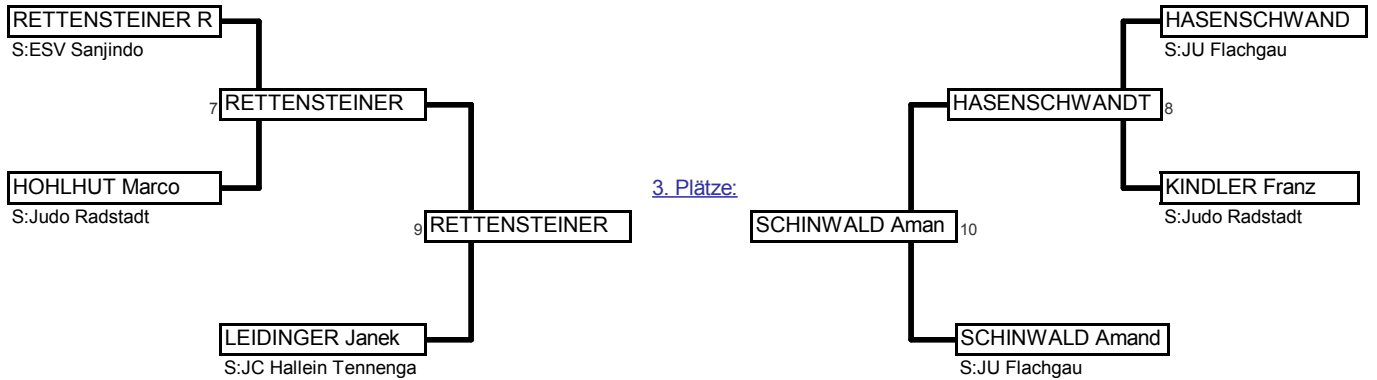 RETTENSTEINER R
S:ESV Sanjindo
7 RETTENSTEINER
HOHLHUT Marco
S:Judo Radstadt
9 RETTENSTEINER
LEIDINGER Janek
S:JC Hallein Tennenga
3. Plätze:
HASENSCHWAND
S:JU Flachgau
HASENSCHWANDT 8
KINDLER Franz
S:Judo Radstadt
SCHINWALD Aman 10
SCHINWALD Amand
S:JU Flachgau